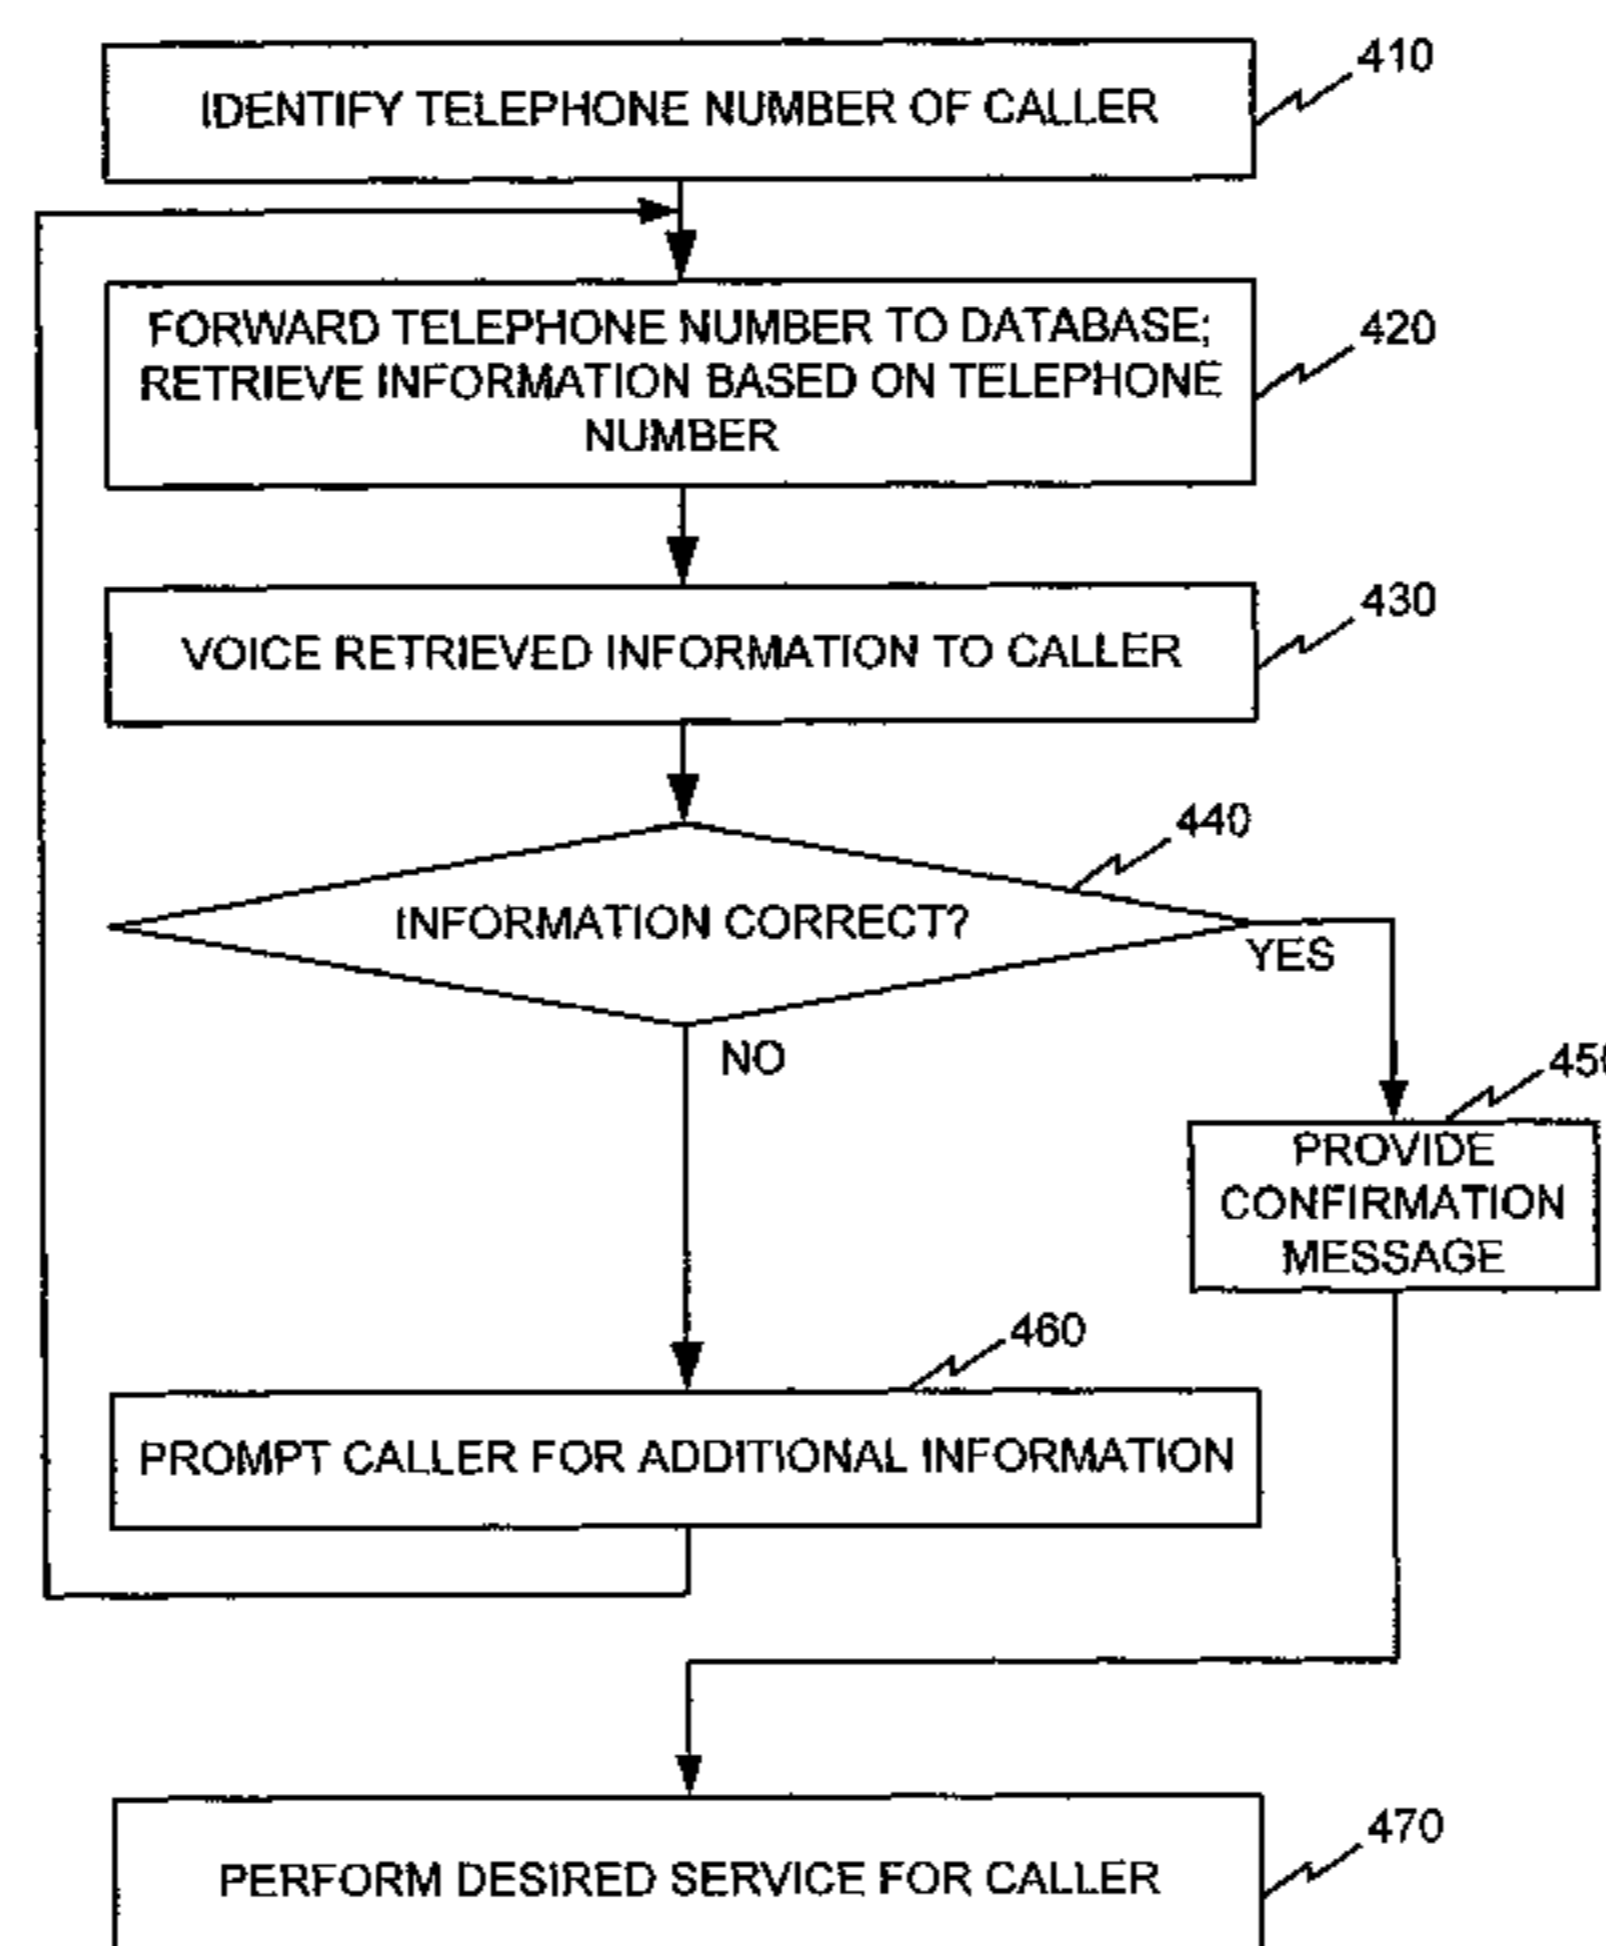 410
IDENTIFY TELEPHONE NUMBER OF CALLER
420
FORWARD TELEPHONE NUMBER TO DATABASE;
RETRIEVE INFORMATION BASED ON TELEPHONE
NUMBER
430
VOICE RETRIEVED INFORMATION TO CALLER
440
INFORMATION CORRECT?
YES
NO
450
PROVIDE
CONFIRMATION
MESSAGE
460
PROMPT CALLER FOR ADDITIONAL INFORMATION
470
PERFORM DESIRED SERVICE FOR CALLER